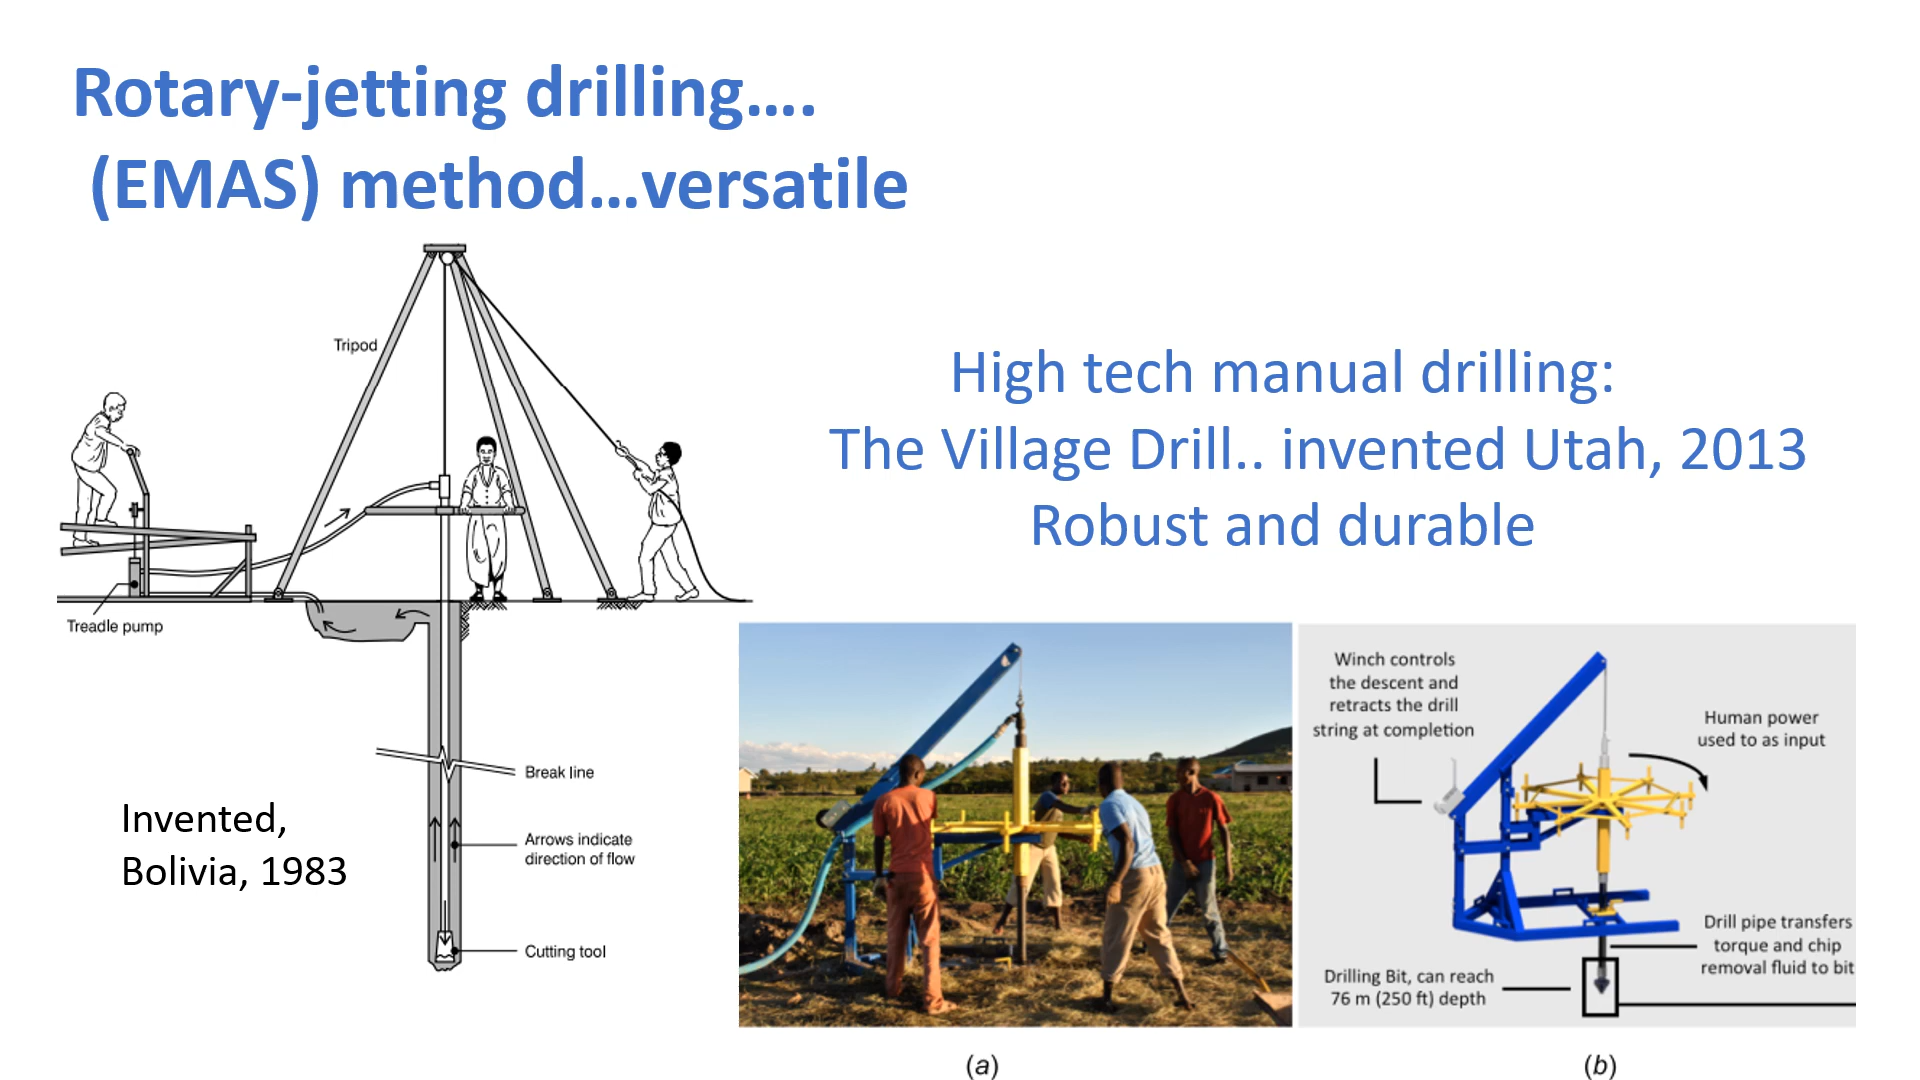 Rotary-jetting drilling….
(EMAS) method…versatile
Tripod
Treadle pump
Break line
Arrows indicate
direction of flow
Cutting tool
Invented,
Bolivia, 1983
High tech manual drilling:
The Village Drill.. invented Utah, 2013
Robust and durable
Winch controls
the descent and
retracts the drill
string at completion
Human power
used to as input
Drill pipe transfers
torque and chip
removal fluid to bit
Drilling Bit, can reach
76 m (250 ft) depth
(a)
(b)